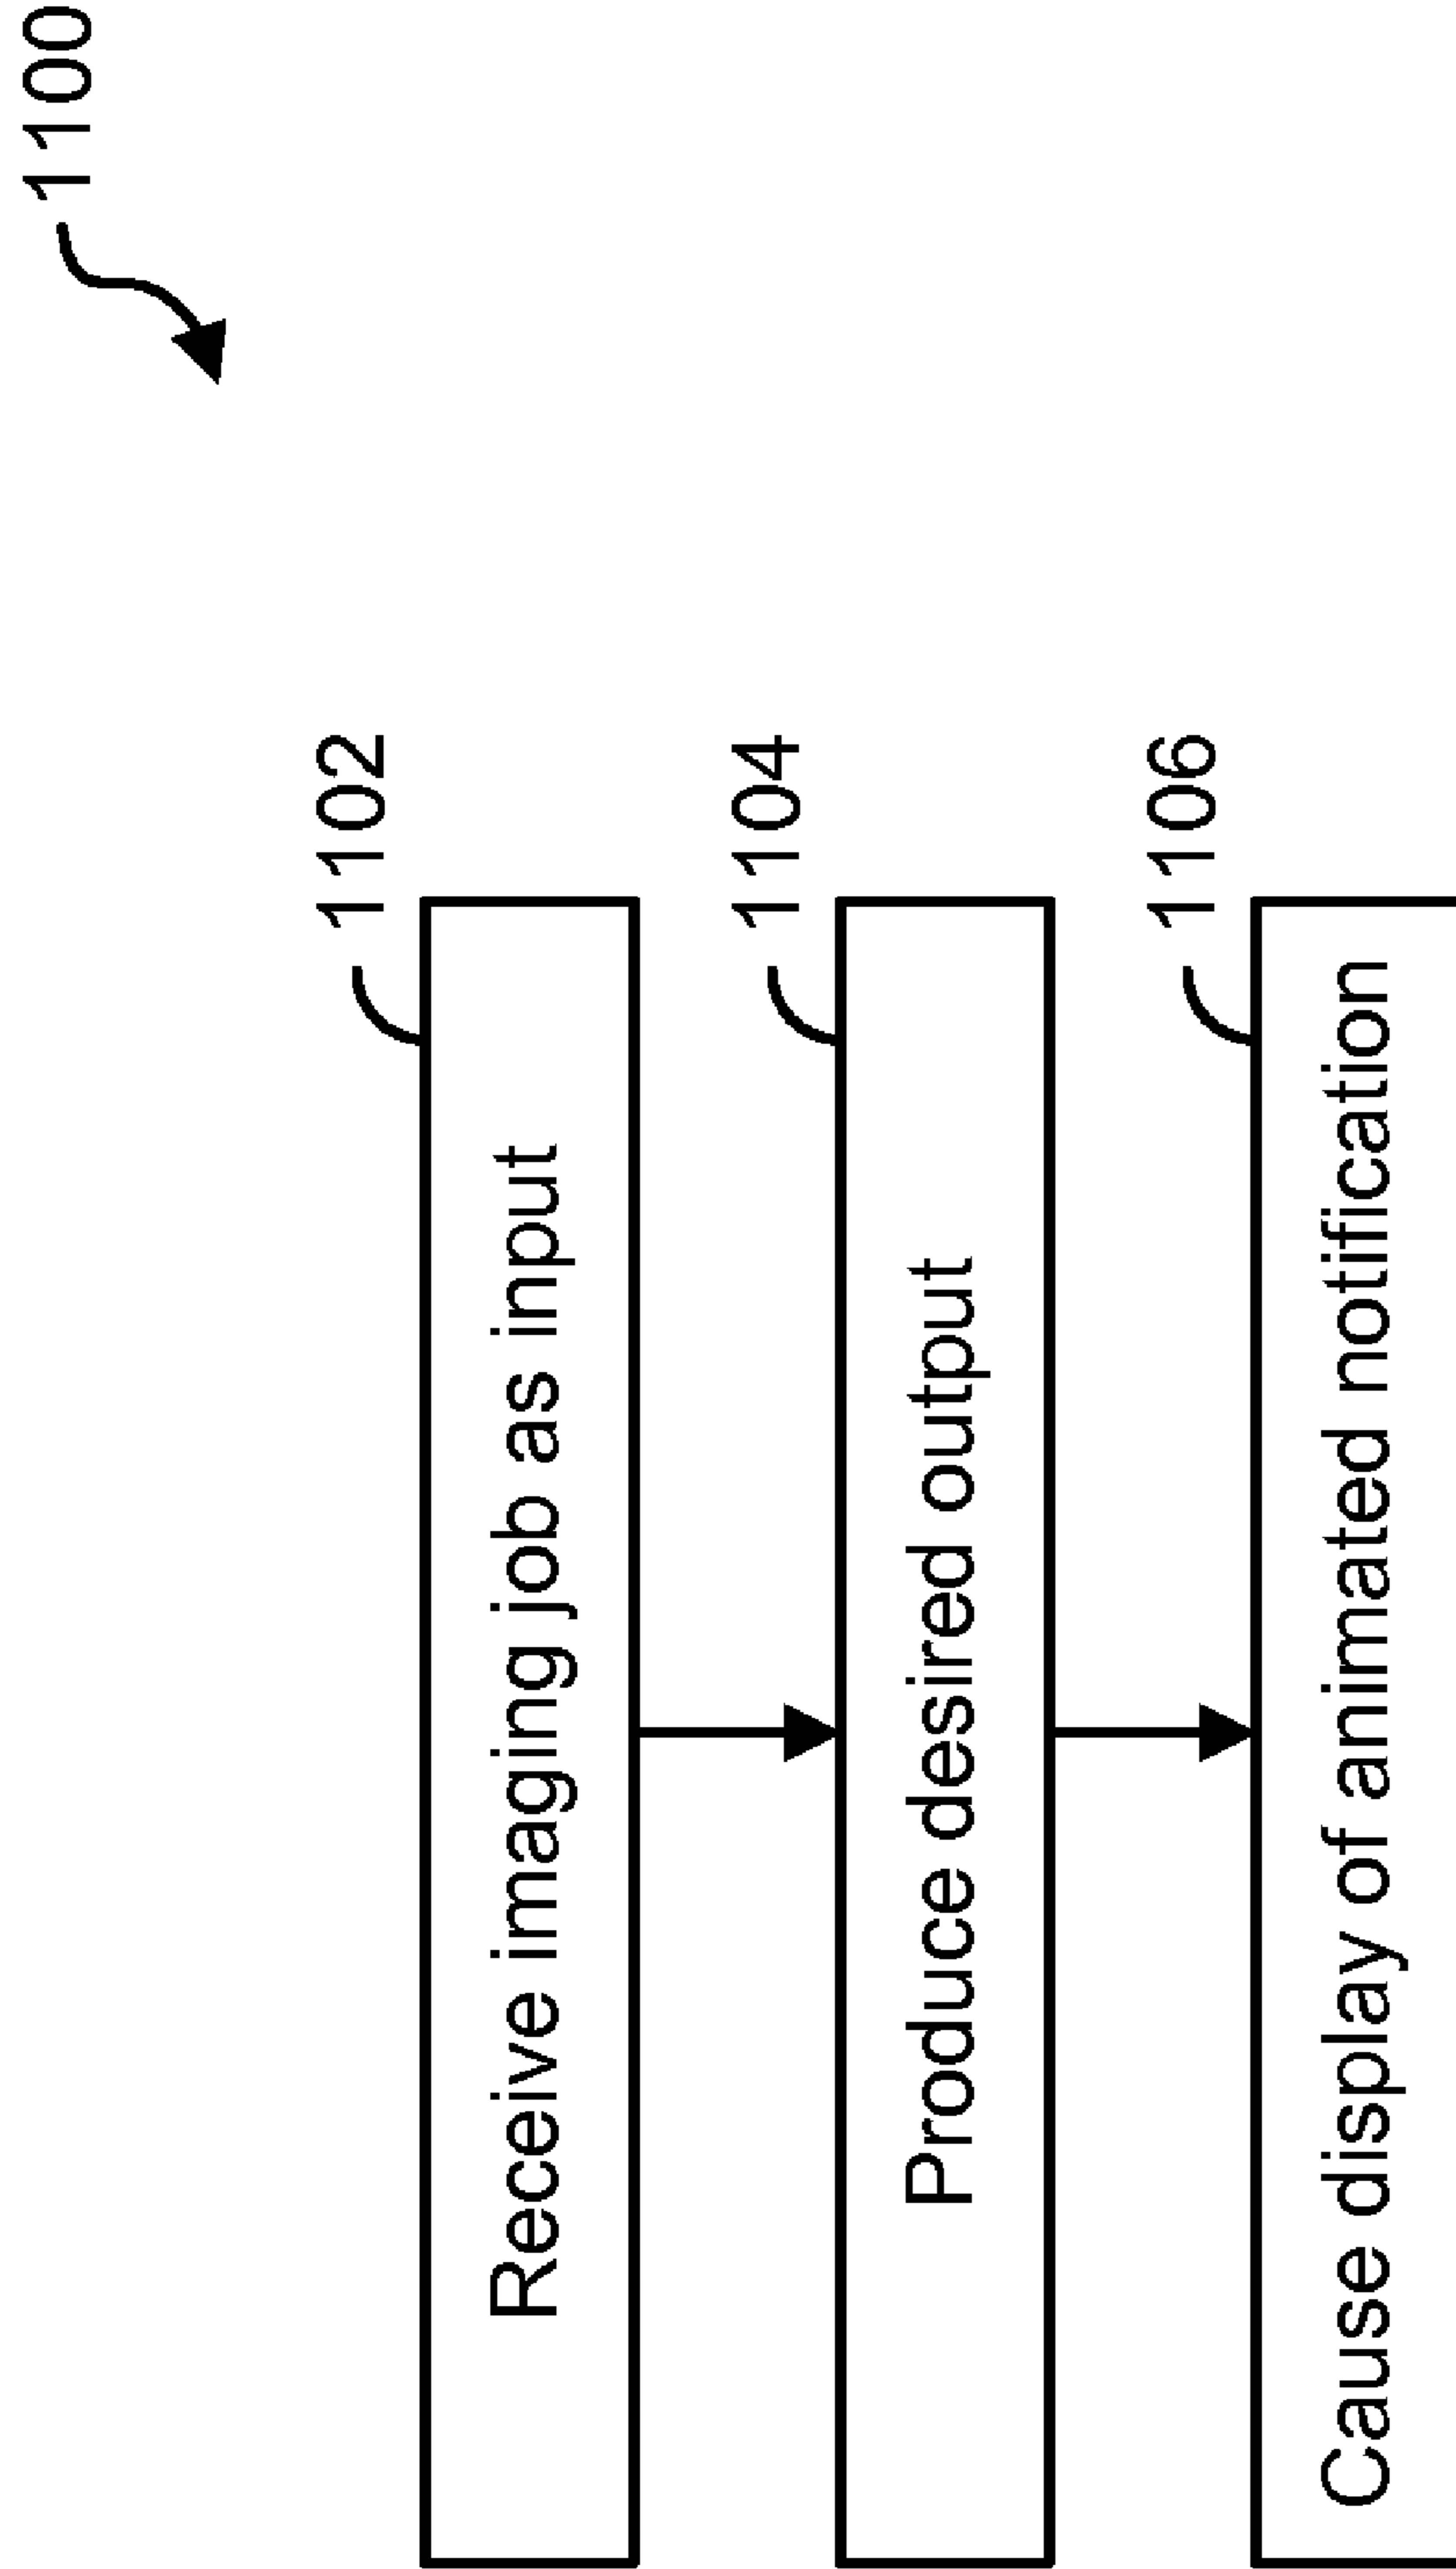 1100
1102
Receive imaging job as input
1104
Produce desired output
1106
Cause display of animated notification